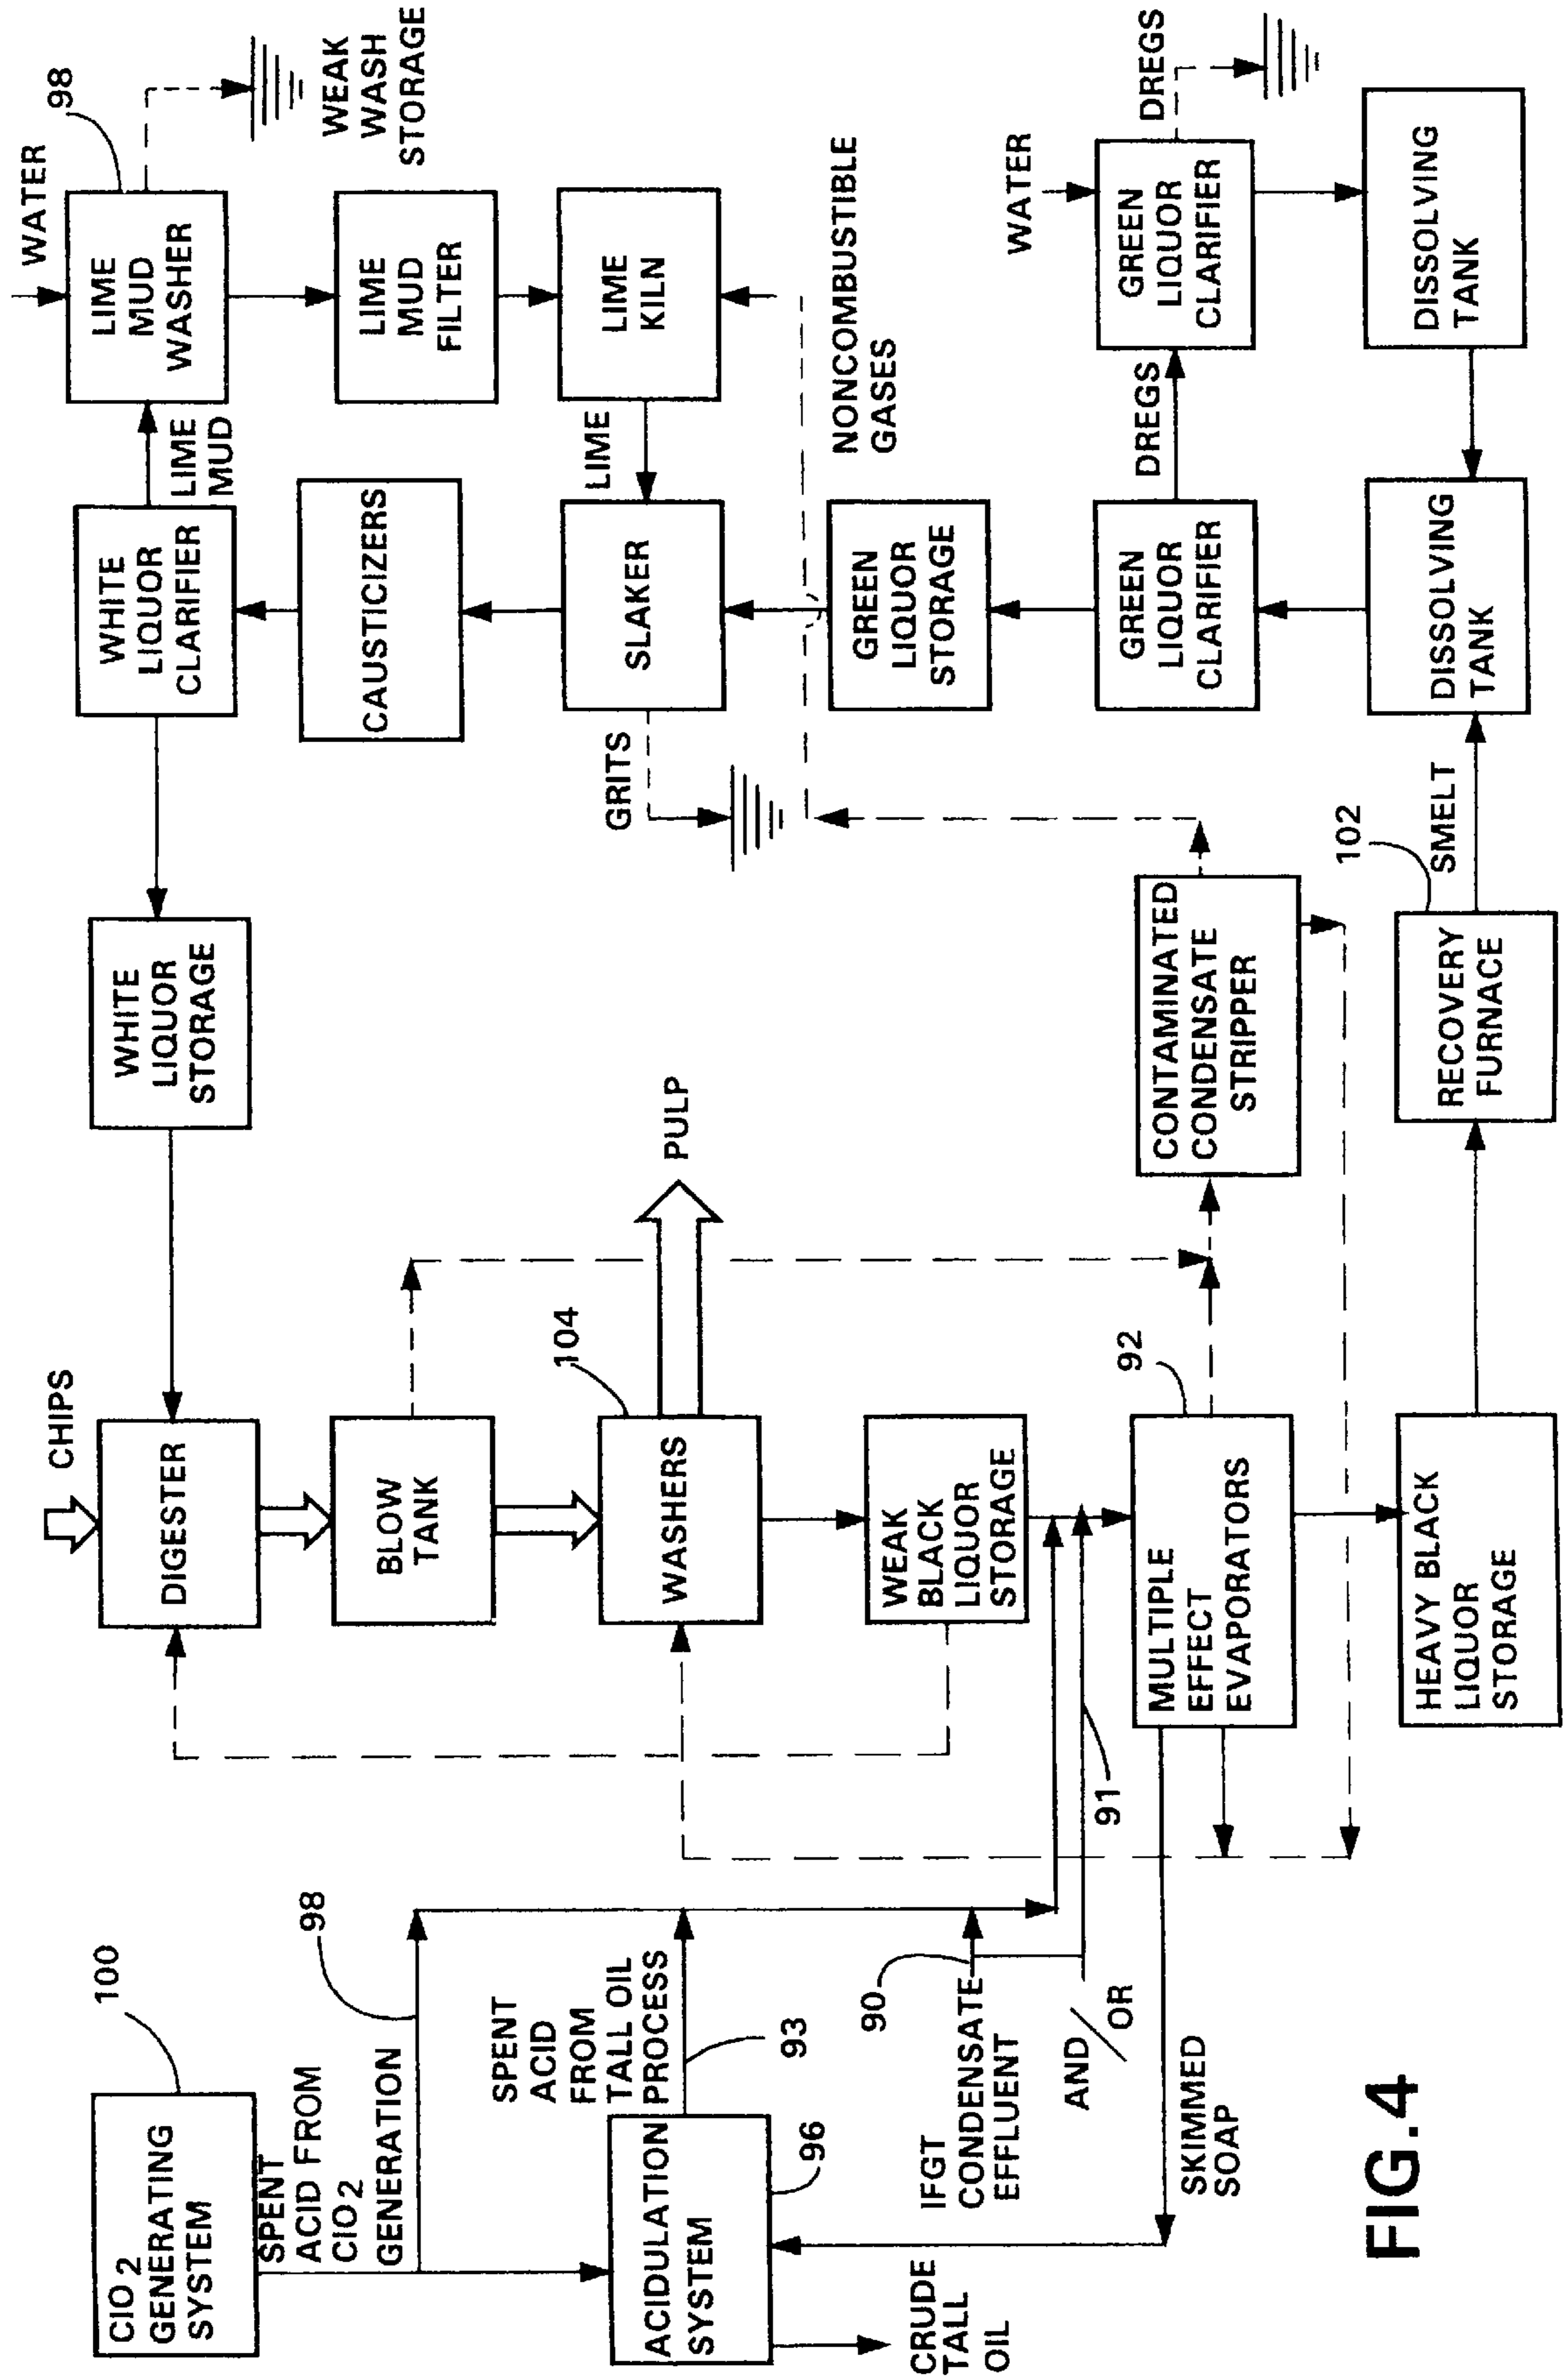 ClO2
GENERATING
SYSTEM
100
SPENT
ACID FROM
ClO2
GENERATION
98
ACIDULATION
SYSTEM
96
SPENT
ACID
FROM
TALL OIL
PROCESS
93
CRUDE
TALL
OIL
IFGT
CONDENSATE
EFFLUENT
90
AND
OR
91
SKIMMED
SOAP
CHIPS
DIGESTER
BLOW
TANK
WASHERS
104
PULP
WEAK
BLACK
LIQUOR
STORAGE
MULTIPLE
EFFECT
EVAPORATORS
92
HEAVY BLACK
LIQUOR
STORAGE
WHITE
LIQUOR
STORAGE
CONTAMINATED
CONDENSATE
STRIPPER
RECOVERY
FURNACE
102
SMELT
WHITE
LIQUOR
CLARIFIER
LIME
MUD
CAUSTICIZERS
SLAKER
GRITS
LIME
GREEN
LIQUOR
STORAGE
GREEN
LIQUOR
CLARIFIER
DREGS
DISSOLVING
TANK
WATER
LIME
MUD
WASHER
98
WEAK
WASH
STORAGE
LIME
MUD
FILTER
LIME
KILN
NONCOMBUSTIBLE
GASES
WATER
GREEN
LIQUOR
CLARIFIER
DREGS
DISSOLVING
TANK
FIG.4